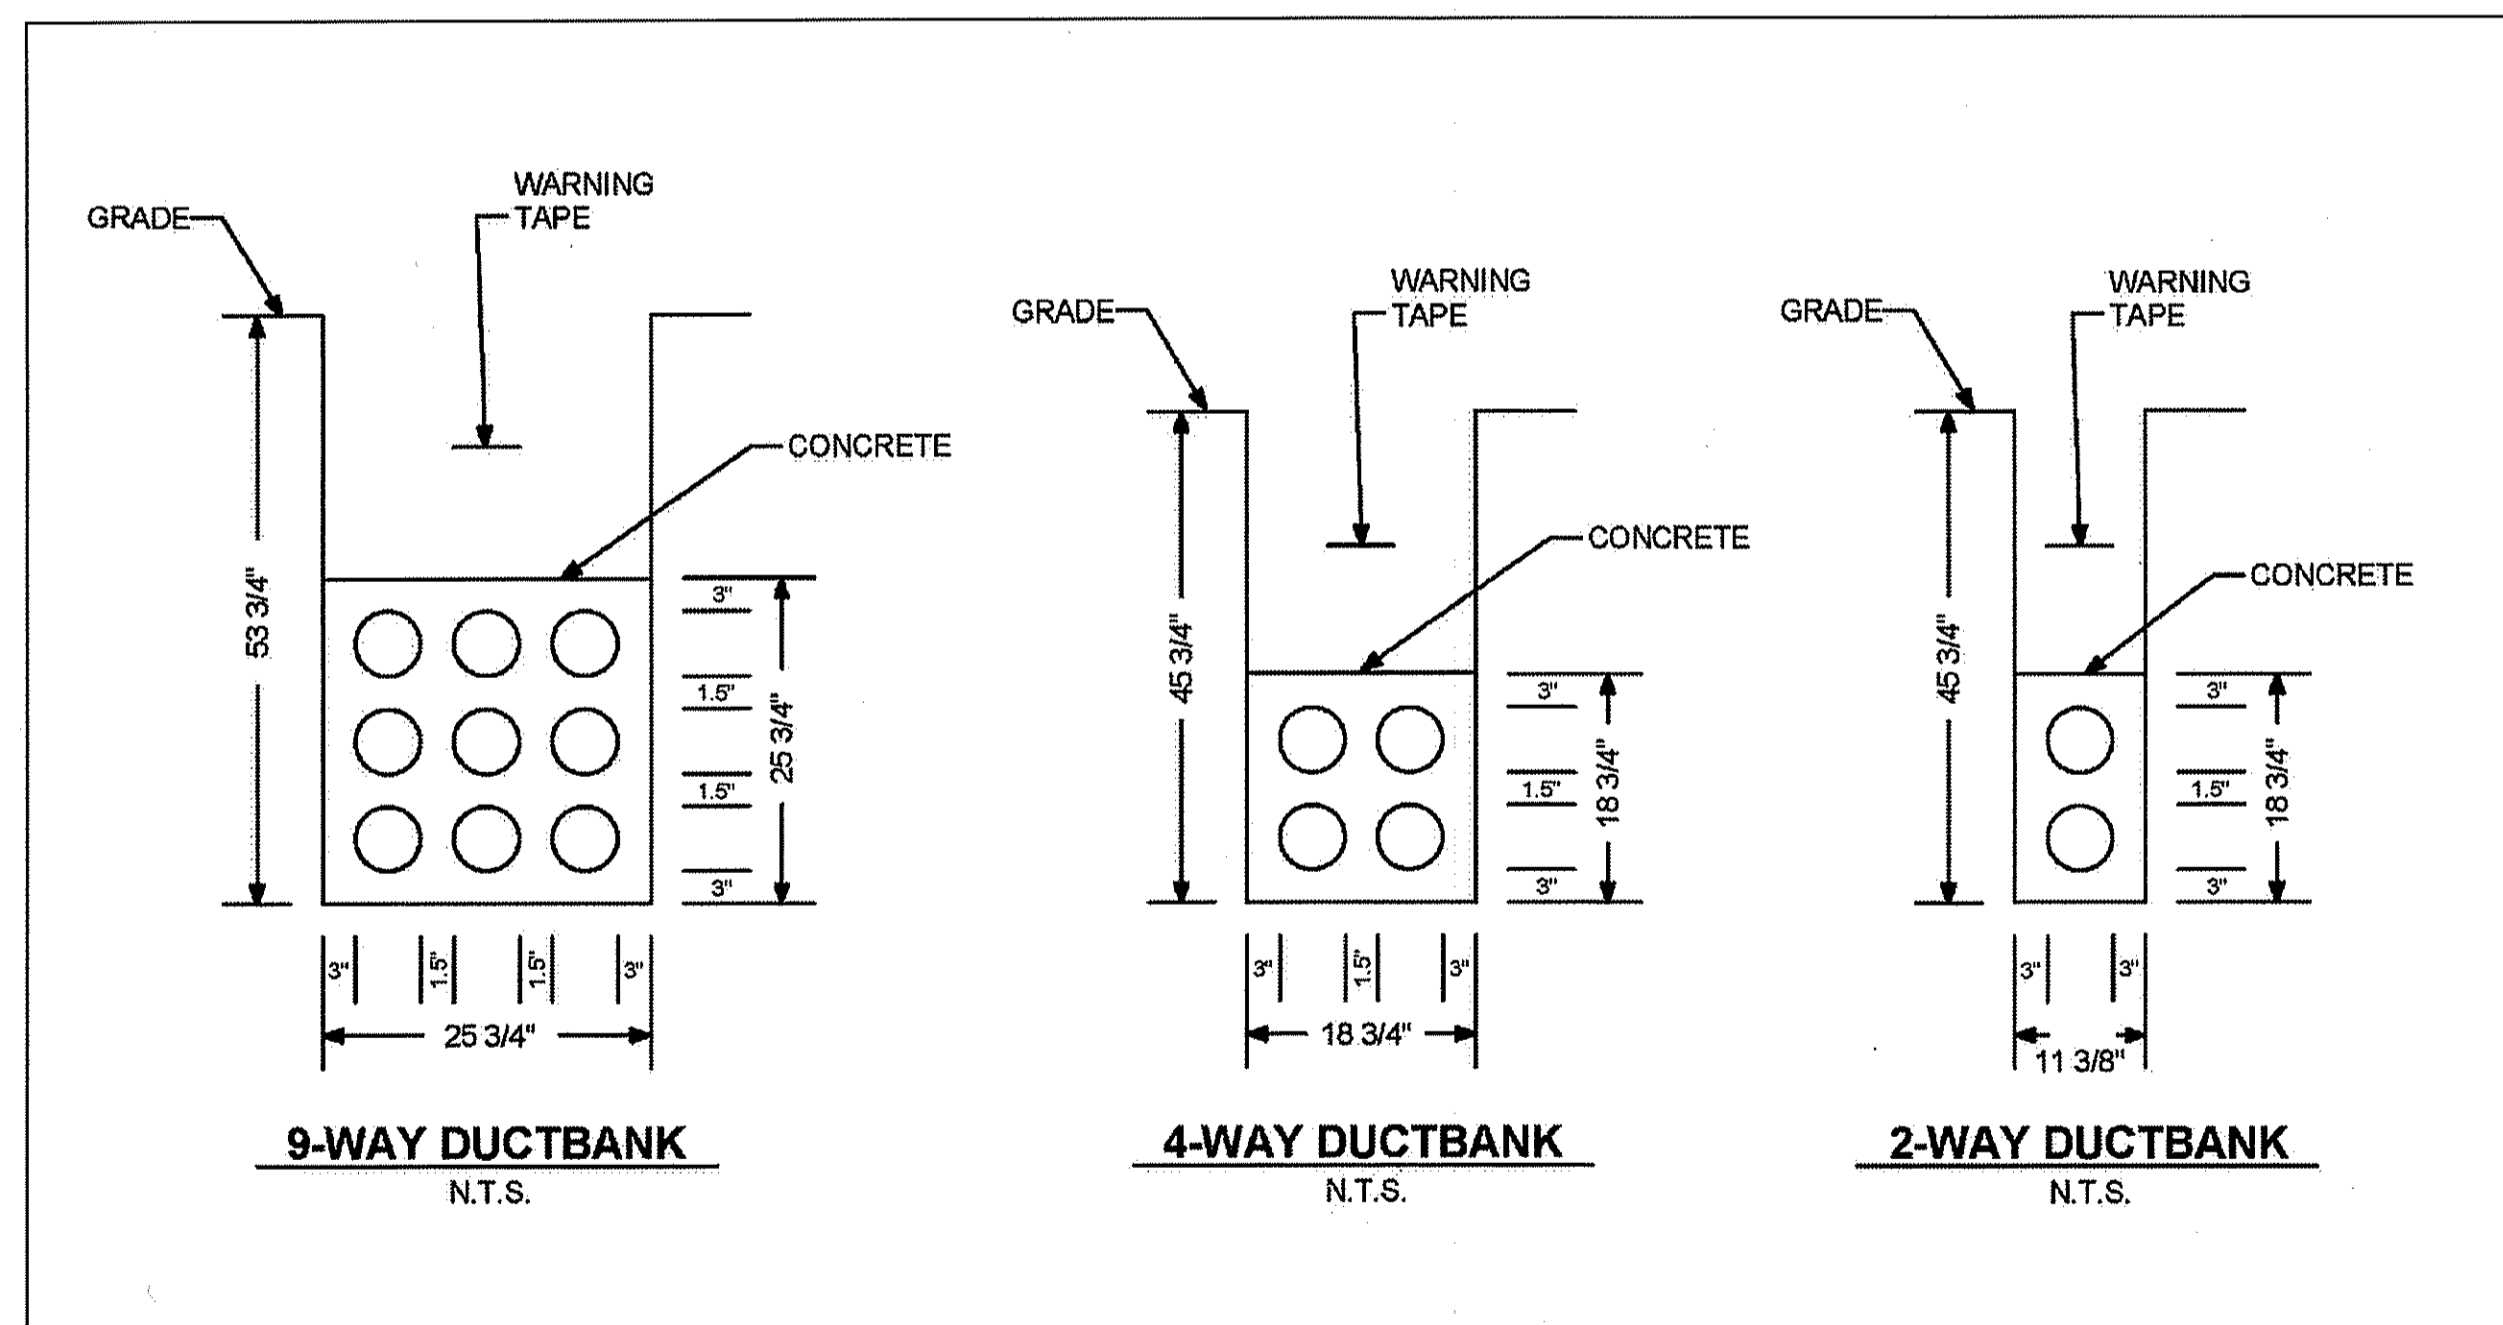 GRADE
WARNING
TAPE
CONCRETE
53 3/4"
3"
1.5"
1.5"
3"
25 3/4"
3"
1.5"
1.5"
3"
25 3/4"
9-WAY DUCTBANK
N.T.S.
GRADE
WARNING
TAPE
CONCRETE
45 3/4"
3"
1.5"
3"
18 3/4"
3"
1.5"
3"
18 3/4"
4-WAY DUCTBANK
N.T.S.
GRADE
WARNING
TAPE
CONCRETE
45 3/4"
3"
1.5"
3"
18 3/4"
3"
3"
11 3/8"
2-WAY DUCTBANK
N.T.S.